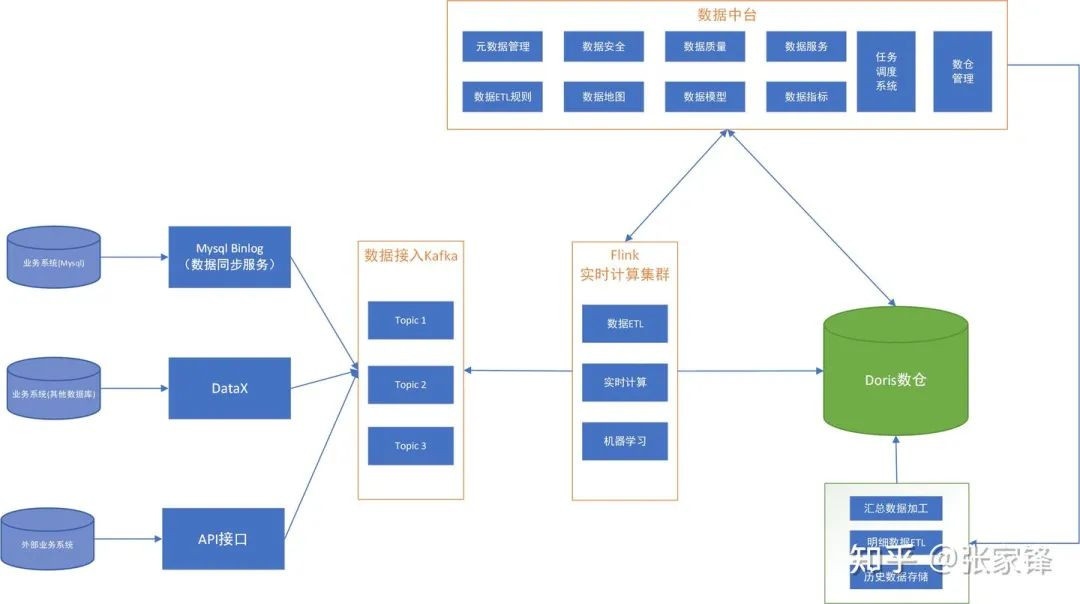 数据中台
元数据管理
数据安全
数据质量
数据服务
任务
调度
系统
数仓
管理
数据ETL规则
数据地图
数据模型
数据指标
业务系统(Mysql)
Mysql Binlog
（数据同步服务）
数据接入Kafka
Topic 1
Topic 2
Topic 3
Flink
实时计算集群
数据ETL
实时计算
机器学习
业务系统(其他数据库)
DataX
Doris数仓
外部业务系统
API接口
汇总数据加工
明细数据ETL
历史数据存储
知乎 @张家锋